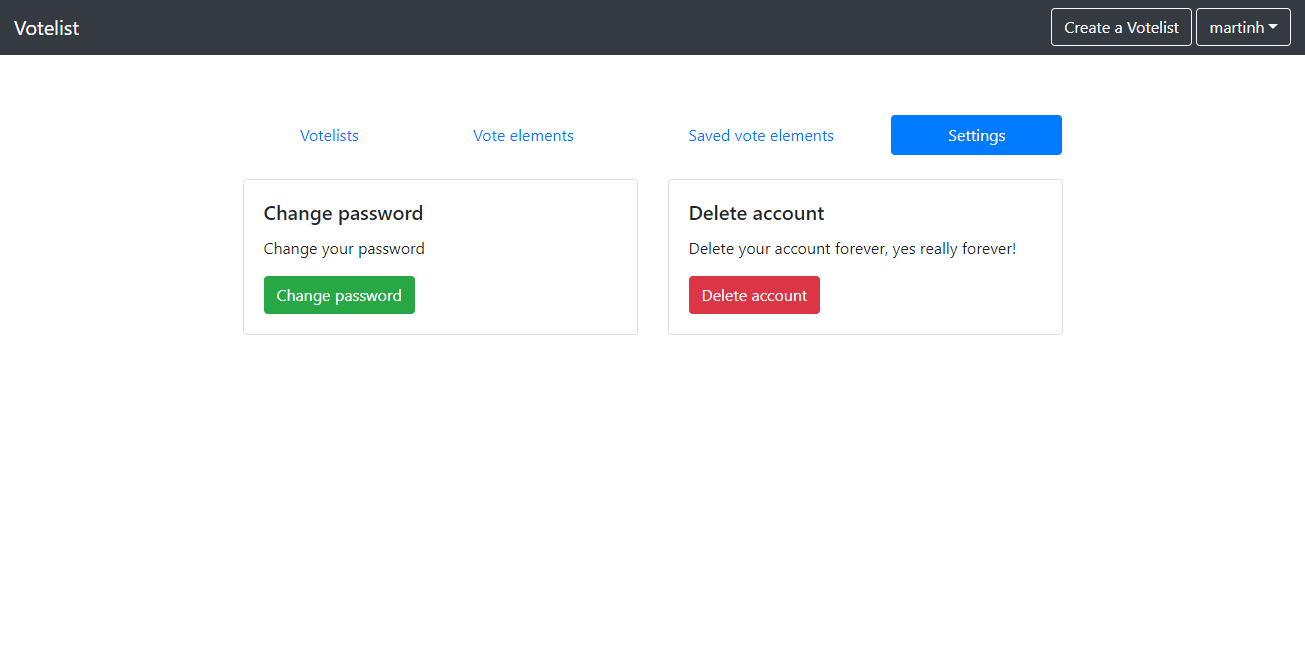 Votelist
Create a Votelist
martinh
Votelists
Vote elements
Saved vote elements
Settings
Change password
Change your password
Change password
Delete account
Delete your account forever, yes really forever!
Delete account